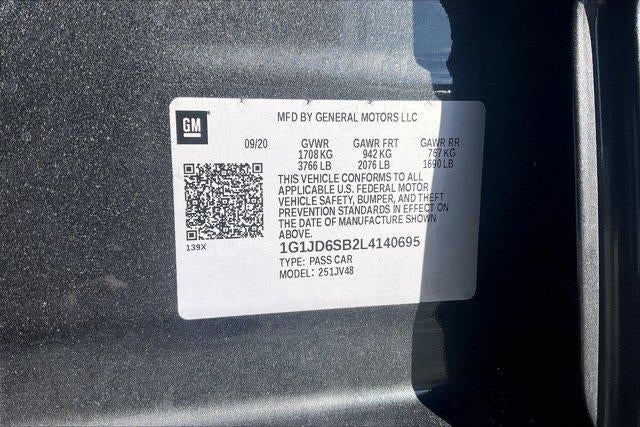 GM
MFD BY GENERAL MOTORS LLC
09/20 GVWR GAWR FRT GAWR RR
1708 KG 942 KG 767 KG
3766 LB 2076 LB 1690 LB
THIS VEHICLE CONFORMS TO ALL
APPLICABLE U.S. FEDERAL MOTOR
VEHICLE SAFETY, BUMPER, AND THEFT
PREVENTION STANDARDS IN EFFECT ON
THE DATE OF MANUFACTURE SHOWN
ABOVE.
139X
1G1JD6SB2L4140695
TYPE: PASS CAR
MODEL: 251JV48